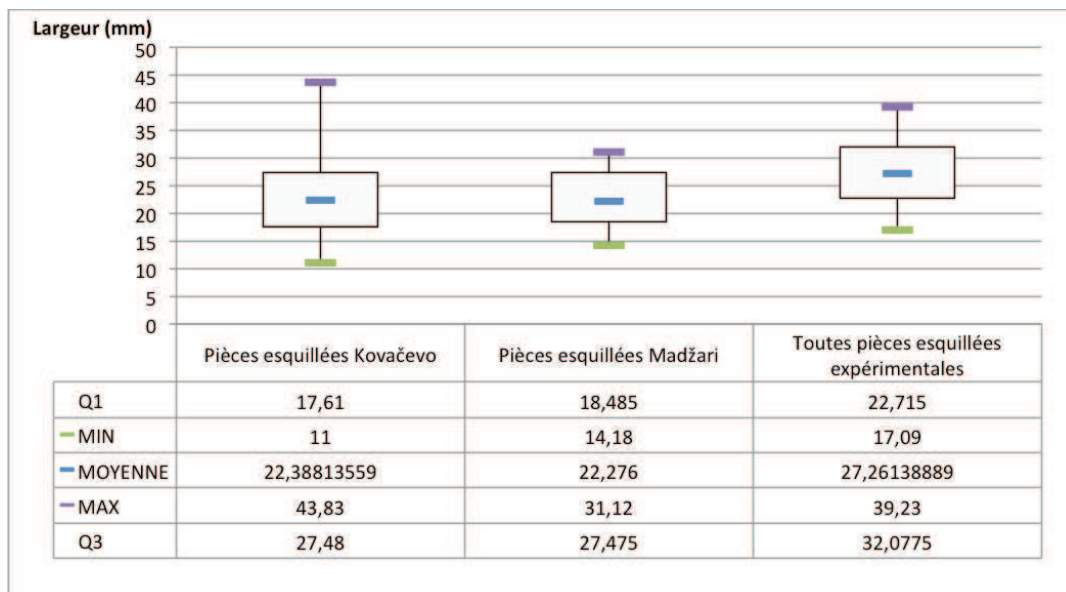 Largeur (mm)
50
45
40
35
30
25
20
15
10
5
0
Pièces esquillées Kovačevo
Pièces esquillées Madžari
Toutes pièces esquillées
expérimentales
Q1 17,61 18,485 22,715
MIN 11 14,18 17,09
MOYENNE 22,38813559 22,276 27,26138889
MAX 43,83 31,12 39,23
Q3 27,48 27,475 32,0775